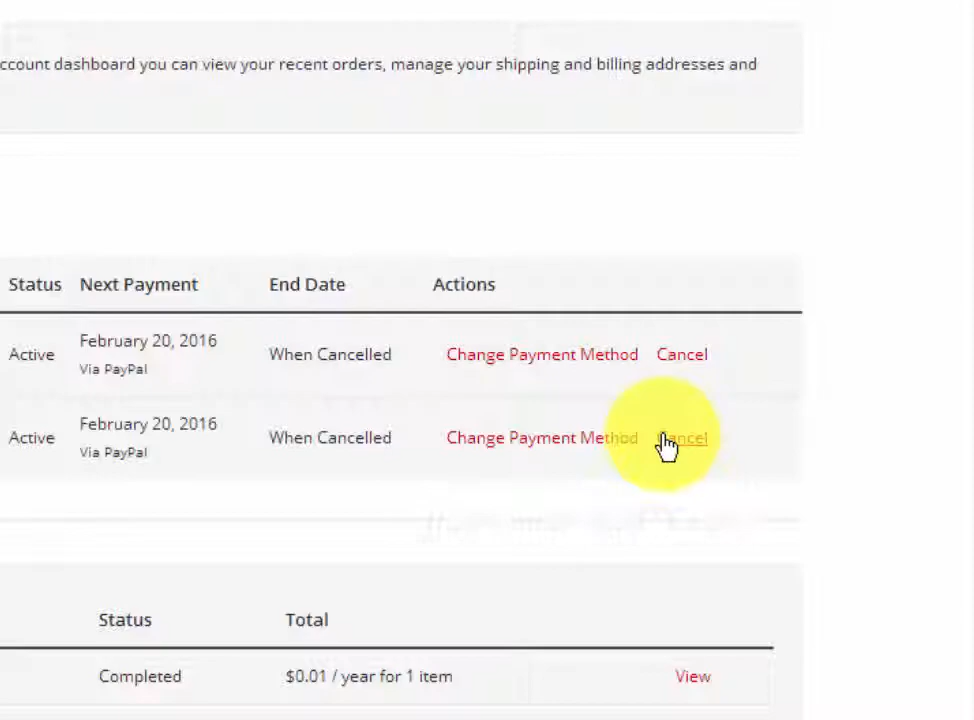 ccount dashboard you can view your recent orders, manage your shipping and billing addresses and
Status Next Payment End Date Actions
Active February 20, 2016 When Cancelled Change Payment Method Cancel
Via PayPal
Active February 20, 2016 When Cancelled Change Payment Method Cancel
Via PayPal
Status Total
Completed $0.01 / year for 1 item View